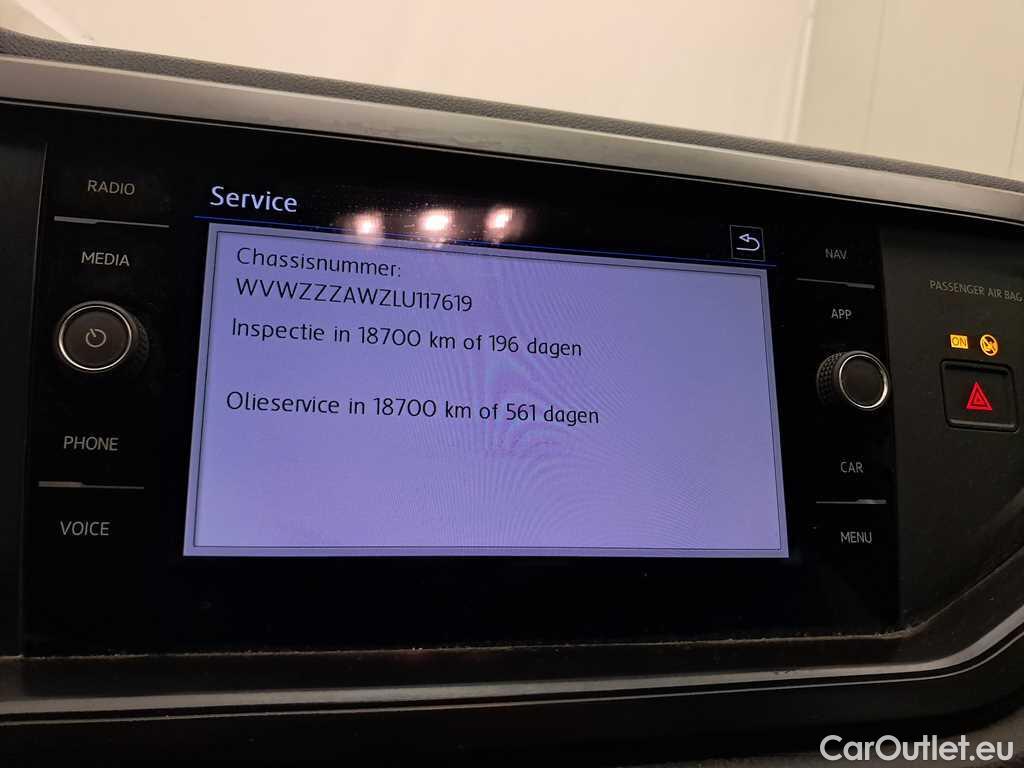 RADIO
MEDIA
PHONE
VOICE
Service
Chassisnummer:
WVWZZZAWZLU117619
Inspectie in 18700 km of 196 dagen
Olieservice in 18700 km of 561 dagen
NAV
APP
CAR
MENU
PASSENGER AIR BAG
ON
CarOutlet.eu